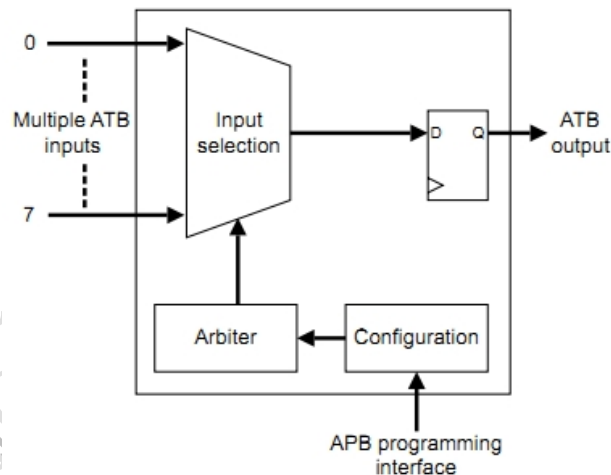 0
Multiple ATB
inputs
7
Input
selection
D Q
ATB
output
Arbiter
Configuration
APB programming
interface